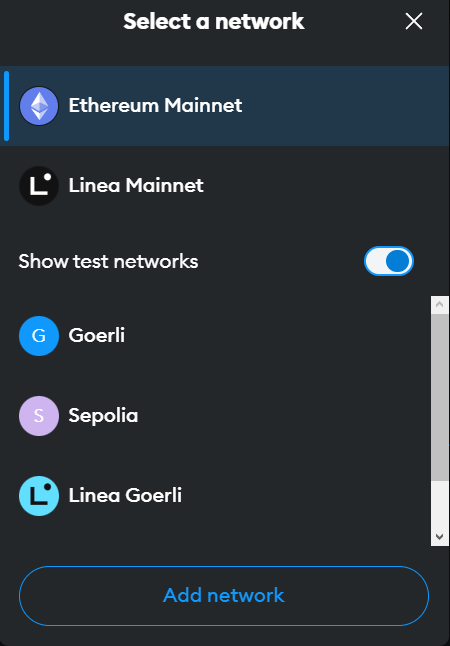 Select a network
Ethereum Mainnet
Linea Mainnet
Show test networks
G Goerli
S Sepolia
Linea Goerli
Add network